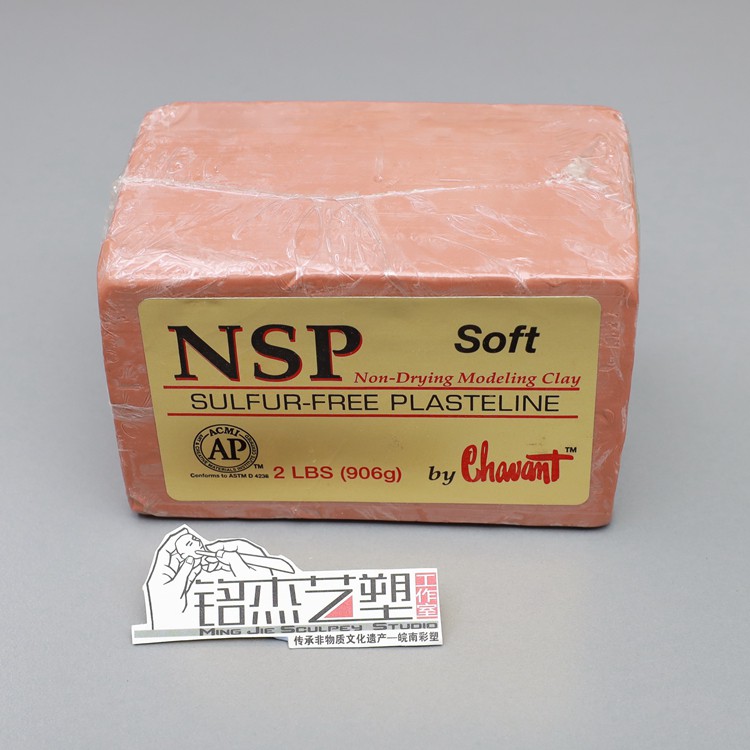 NSP
Soft
Non-Drying Modeling Clay
SULFUR-FREE PLASTELINE
ACMI
AP
TM
Conforms to ASTM D 4236
2 LBS (906g)
by Chavant™
铭杰艺塑
工作室
MING JIE SCULPEY STUDIO
传承非物质文化遗产—皖南彩塑